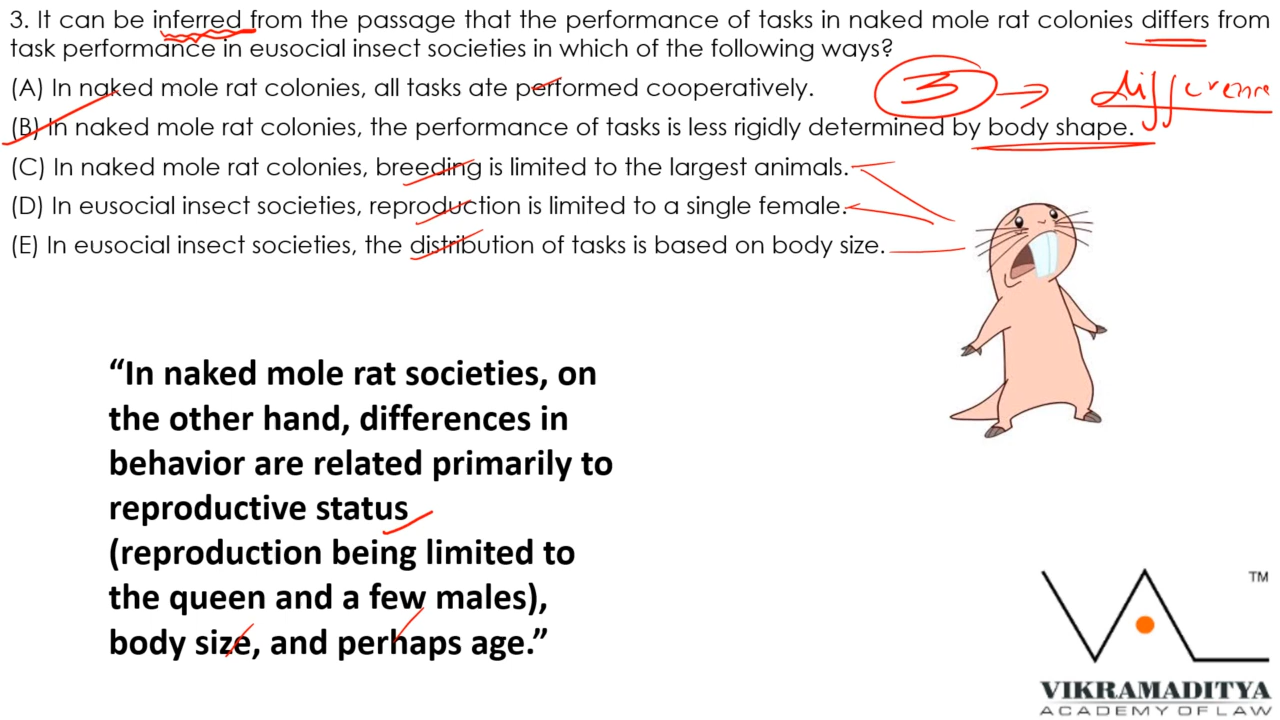 3. It can be inferred from the passage that the performance of tasks in naked mole rat colonies differs from
task performance in eusocial insect societies in which of the following ways?
(A) In naked mole rat colonies, all tasks ate performed cooperatively.
3 → difference
(B) In naked mole rat colonies, the performance of tasks is less rigidly determined by body shape.
(C) In naked mole rat colonies, breeding is limited to the largest animals.
(D) In eusocial insect societies, reproduction is limited to a single female.
(E) In eusocial insect societies, the distribution of tasks is based on body size.
“In naked mole rat societies, on
the other hand, differences in
behavior are related primarily to
reproductive status
(reproduction being limited to
the queen and a few males),
body size, and perhaps age.”
TM
VIKRAMADITYA
ACADEMY OF LAW